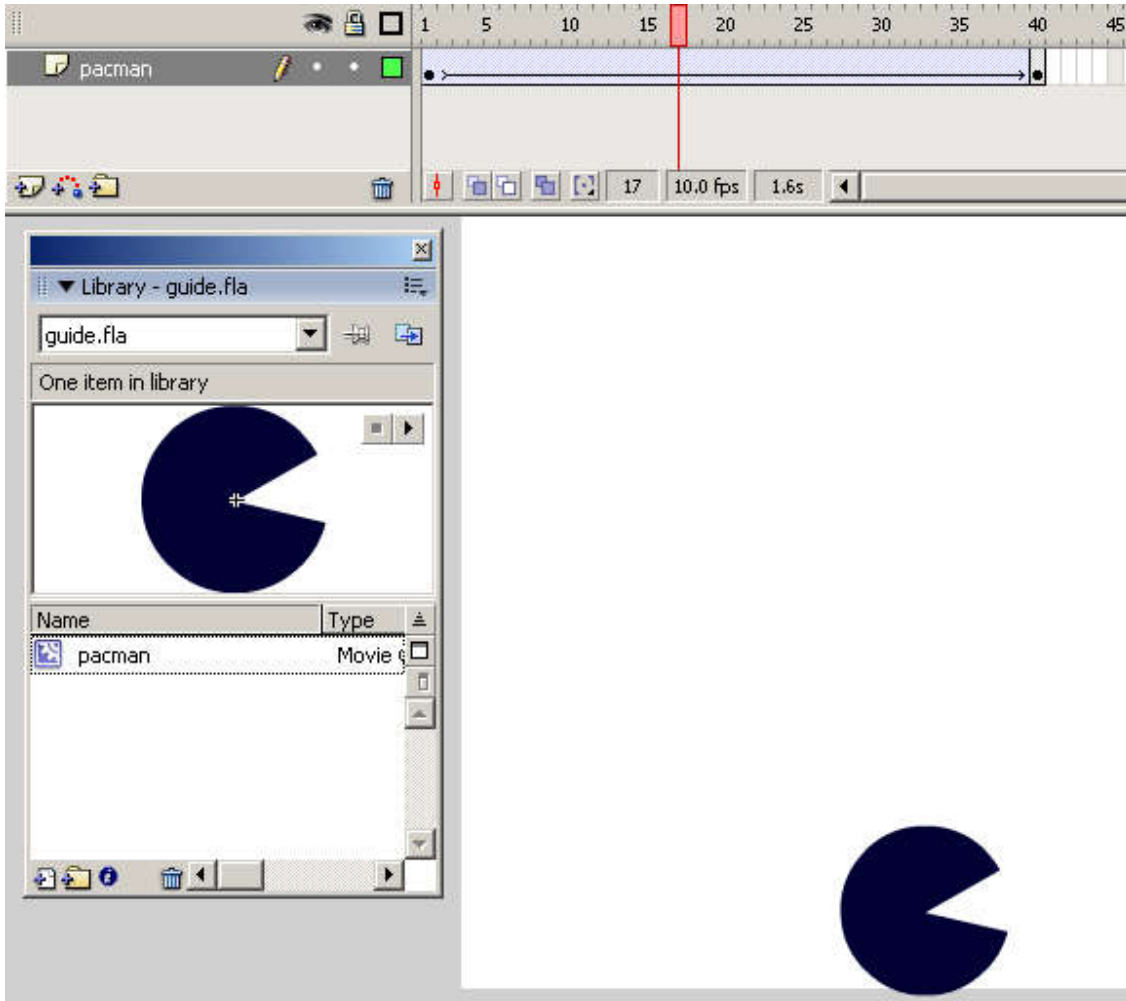 1 5 10 15 20 25 30 35 40 45
pacman
17 10.0 fps 1.6s
Library - guide.fla
guide.fla
One item in library
Name Type
pacman Movie